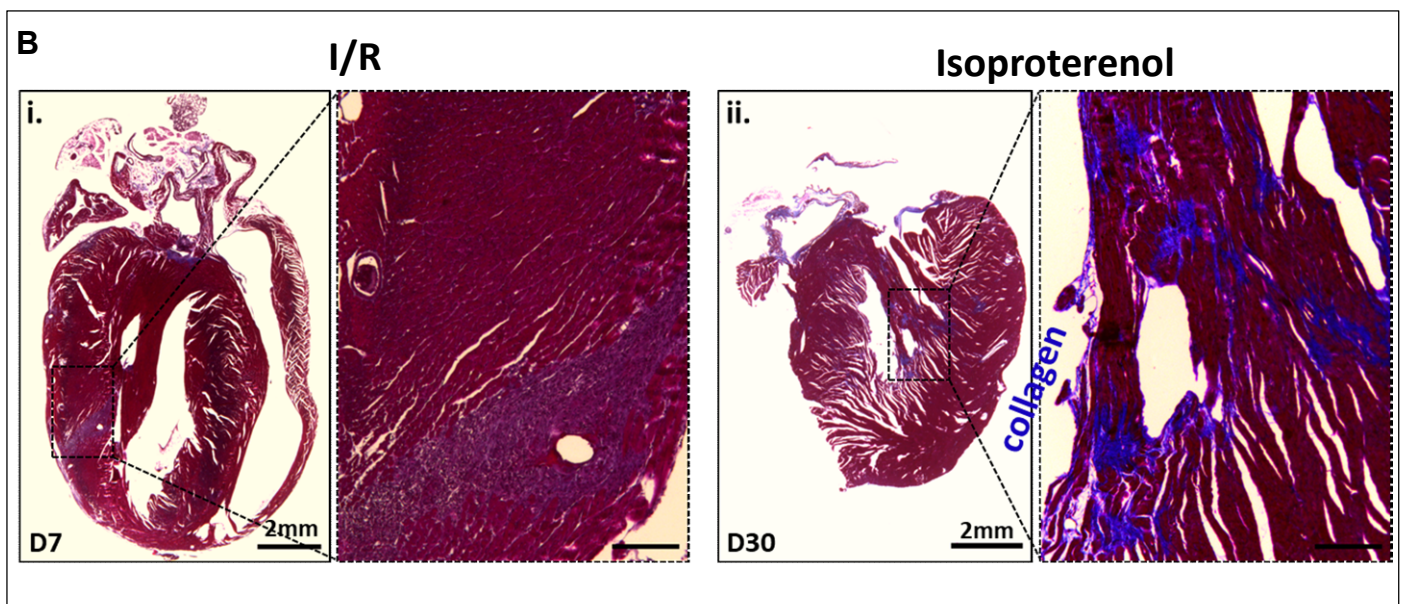 B
I/R
Isoproterenol
i.
ii.
collagen
D7
2mm
D30
2mm